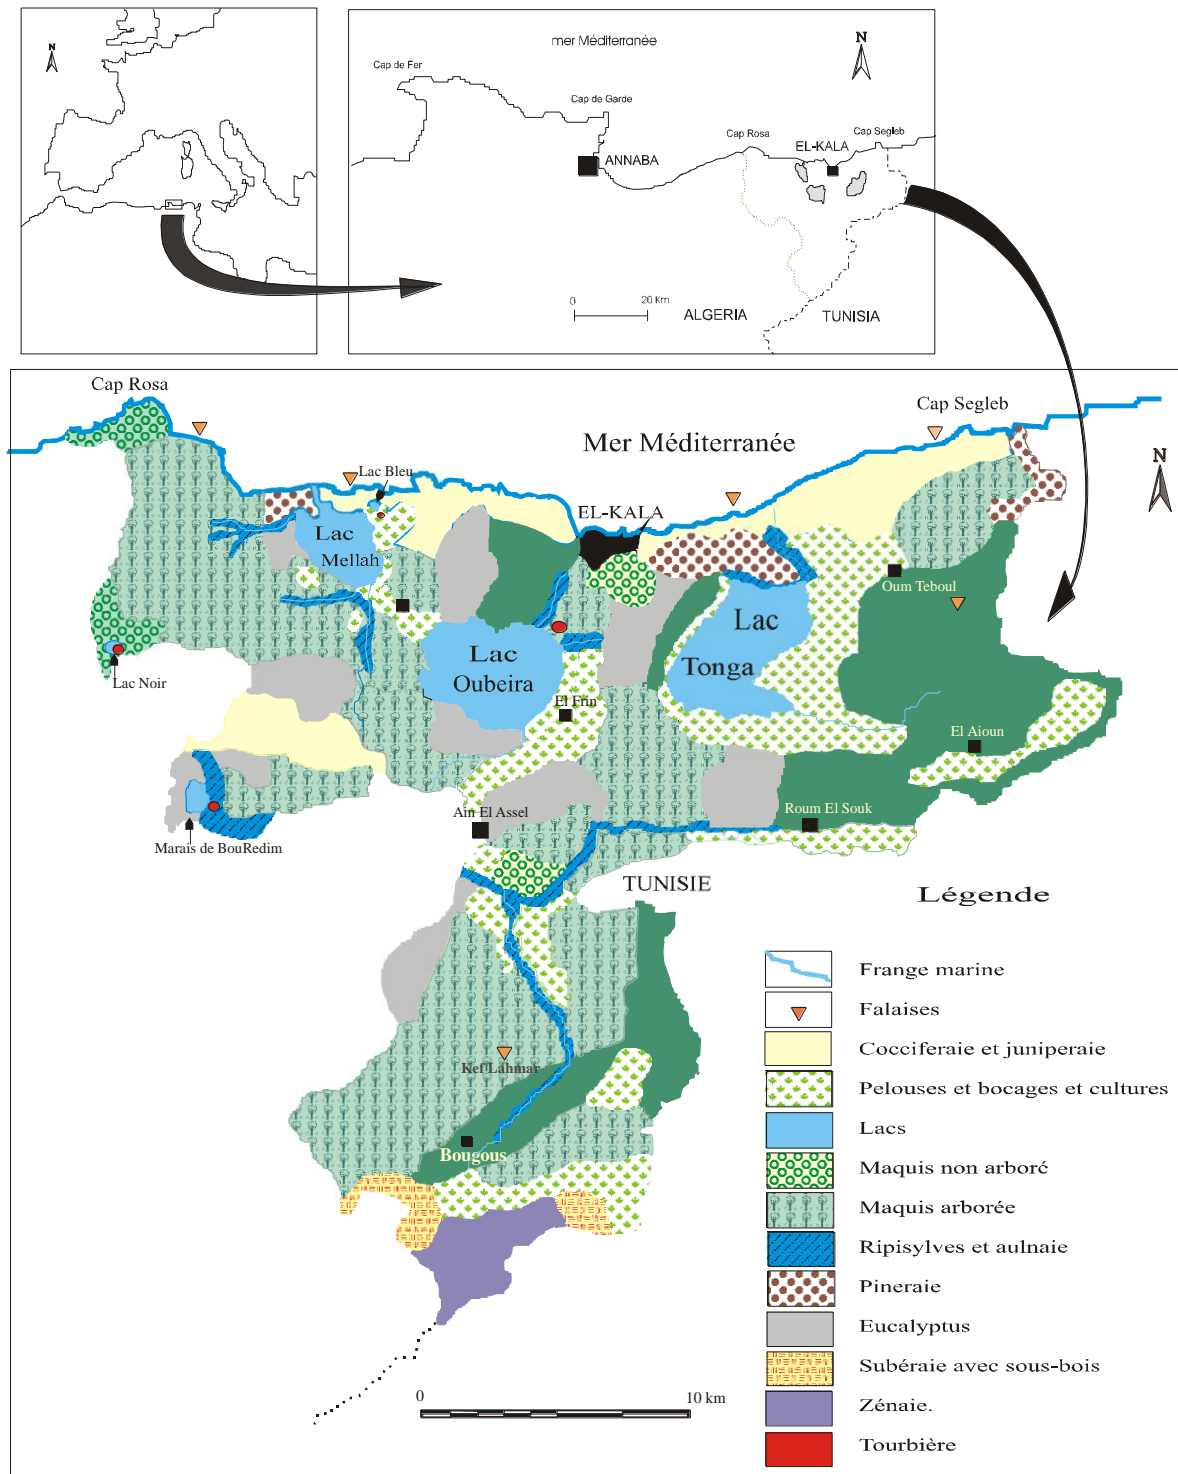 N
mer Méditerranée
N
Cap de Fer
Cap de Garde
Cap Rosa
Cap Segleb
EL-KALA
ANNABA
0
20 Km
ALGERIA
TUNISIA
Cap Rosa
Cap Segleb
Mer Méditerranée
N
Lac Bleu
EL-KALA
Lac
Mellah
Oum Teboul
Lac
Tonga
Lac
Oubeira
Lac Noir
El Frin
El Aioun
Ain El Assel
Roum El Souk
Marais de BouRedim
TUNISIE
Légende
Frange marine
Falaises
Cocciferaie et juniperaie
Pelouses et bocages et cultures
Lacs
Maquis non arboré
Maquis arborée
Ripisylves et aulnaie
Pineraie
Eucalyptus
Subéraie avec sous-bois
Zénaie.
Tourbière
Kef Lahmar
Bougous
0
10 km